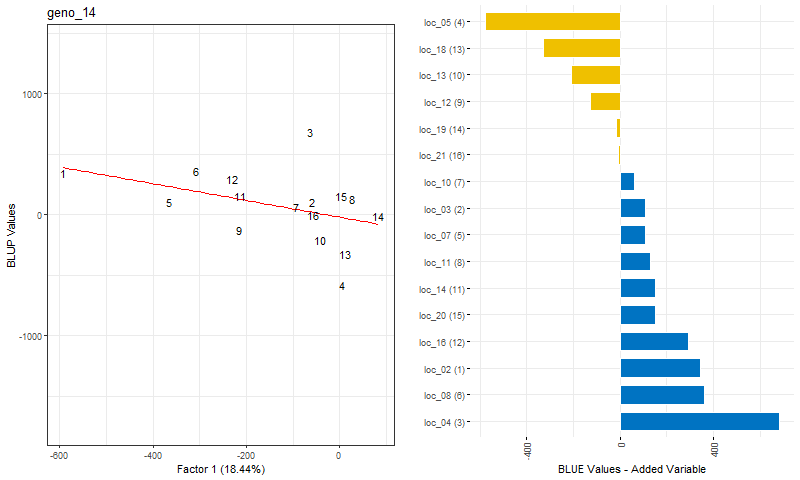 geno_14
BLUP Values
1000
0
-1000
1
3
6
12
11
5
7
2
16
15
8
14
9
10
13
4
-600
-400
-200
0
Factor 1 (18.44%)
loc_05 (4)
loc_18 (13)
loc_13 (10)
loc_12 (9)
loc_19 (14)
loc_21 (16)
loc_10 (7)
loc_03 (2)
loc_07 (5)
loc_11 (8)
loc_14 (11)
loc_20 (15)
loc_16 (12)
loc_02 (1)
loc_08 (6)
loc_04 (3)
-400
0
400
BLUE Values - Added Variable